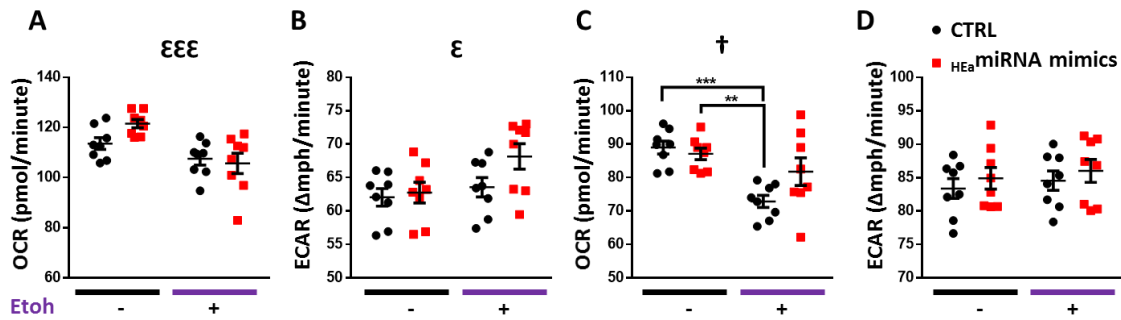 A
B
C
D
CTRL
HEamiRNA mimics
ƐƐƐ
Ɛ
†
OCR (pmol/minute)
140
120
100
80
60
ECAR (Δmph/minute)
80
75
70
65
60
55
50
OCR (pmol/minute)
110
100
90
80
70
60
50
***
**
ECAR (Δmph/minute)
100
95
90
85
80
75
70
Etoh - + - + - + - +